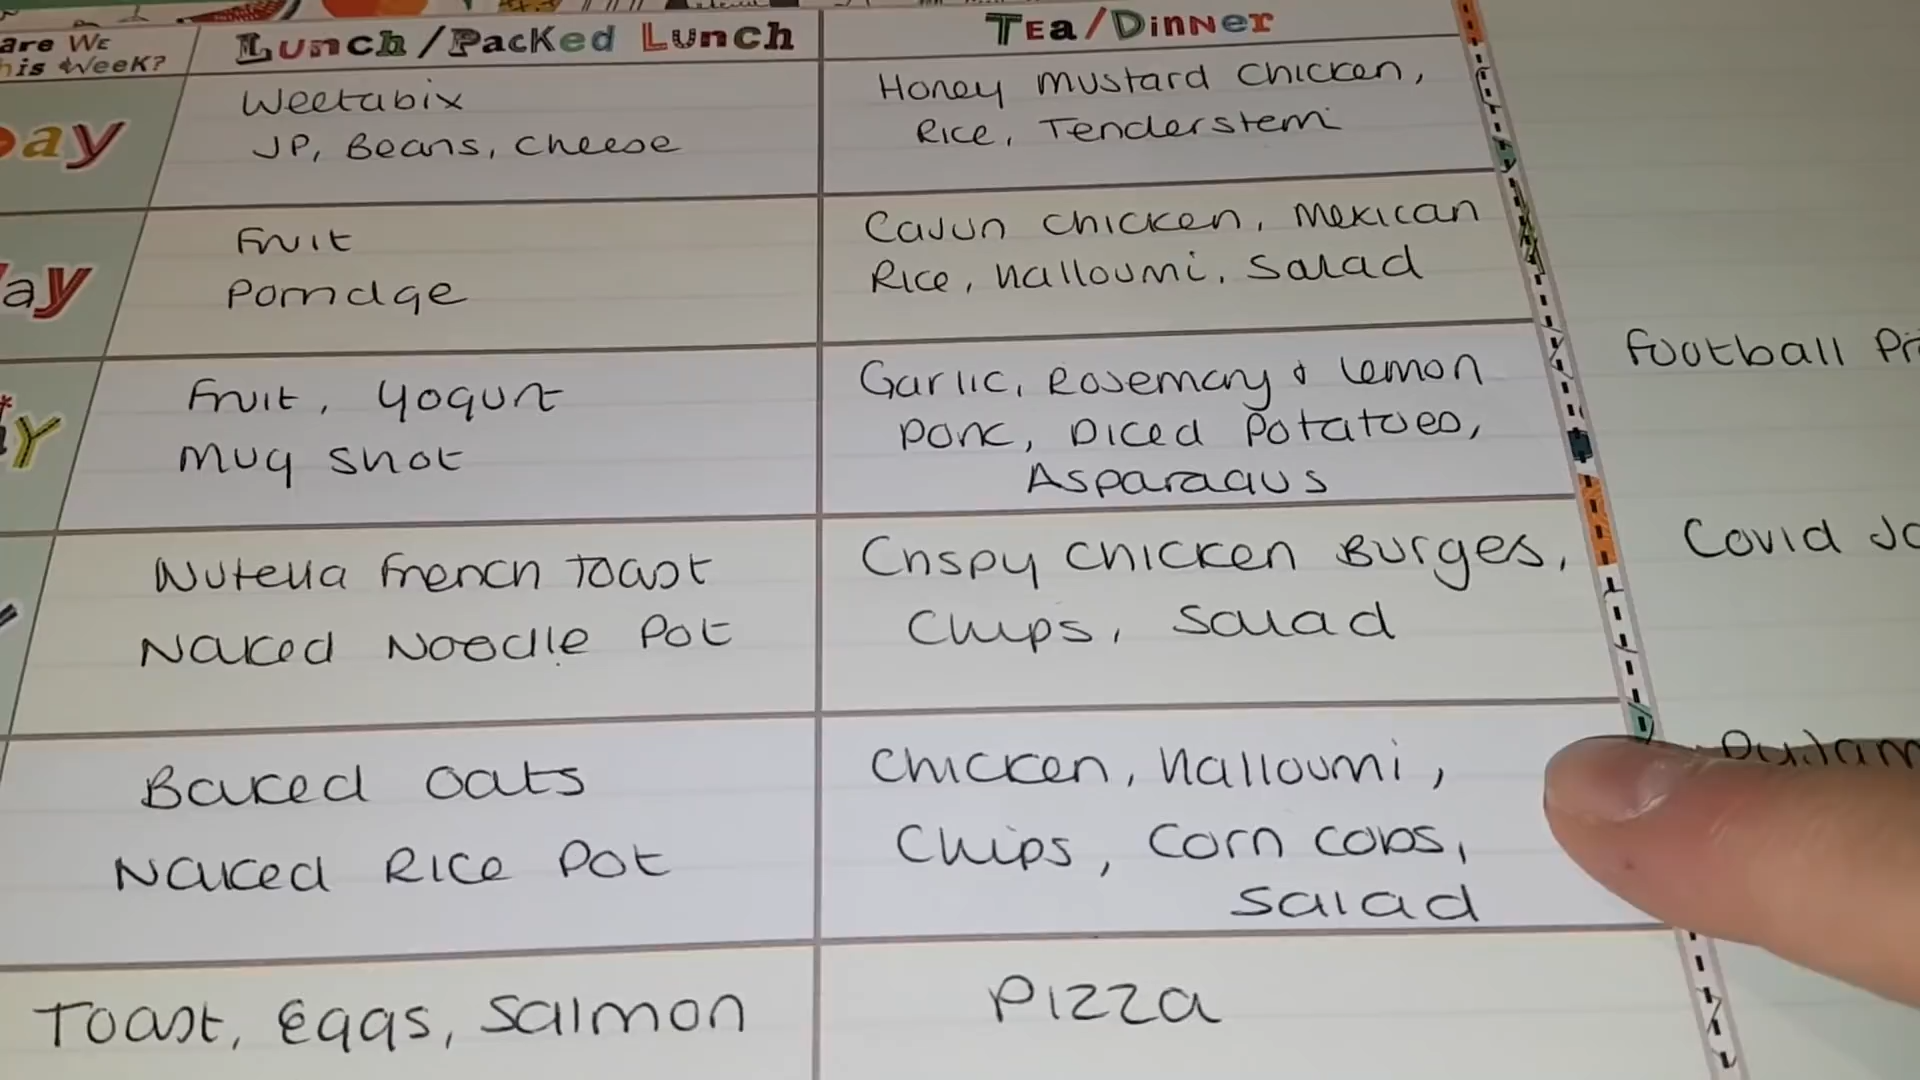 are We
his Week?
Lunch/Packed Lunch
Tea/Dinner
ay
Weetabix
JP, Beans, cheese
Honey mustard chicken,
Rice, Tenderstem
ay
Fruit
Porridge
Cajun chicken, Mexican
Rice, halloumi, Salad
Y
Fruit, Yogurt
Mug Shot
Garlic, Rosemary & lemon
pork, Diced potatoes,
Asparagus
Football Pr
Nutella french toast
Naked Noodle Pot
Crispy chicken Burges,
Chips, Salad
Covid Ja
Baked oats
Naked Rice Pot
Chicken, halloumi,
Chips, corn cobs,
Salad
Toast, Eggs, Salmon
Pizza